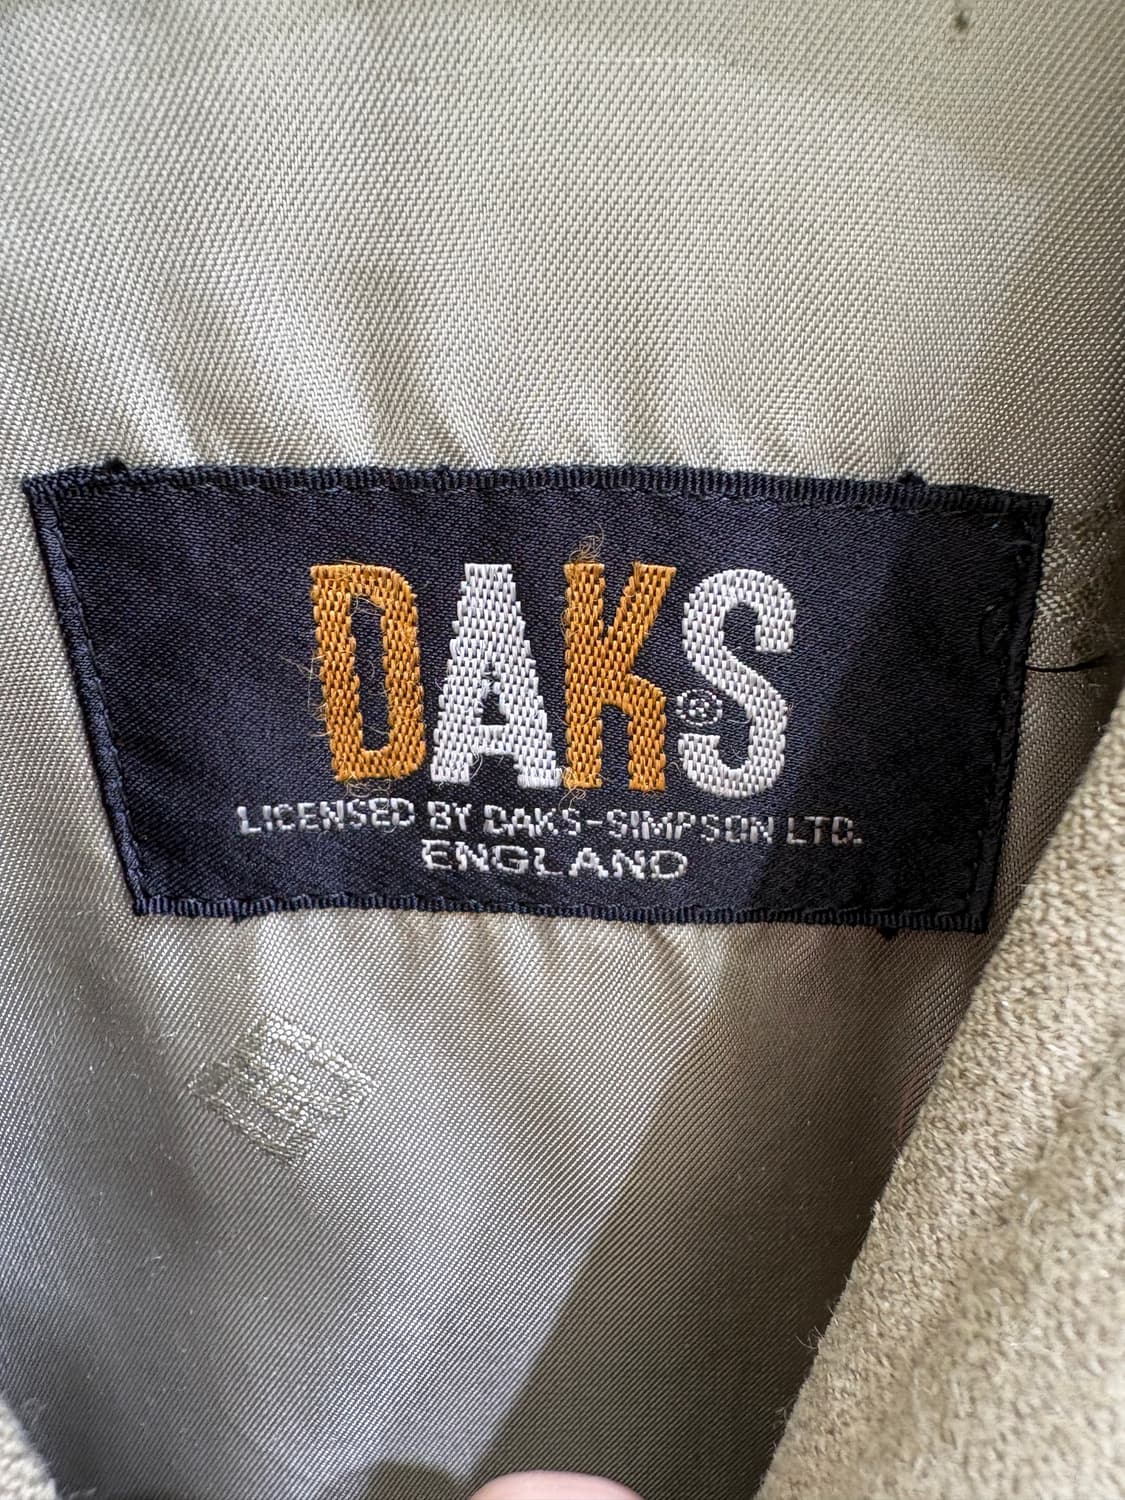 DAKS®
LICENSED BY DAKS-SIMPSON LTD.
ENGLAND